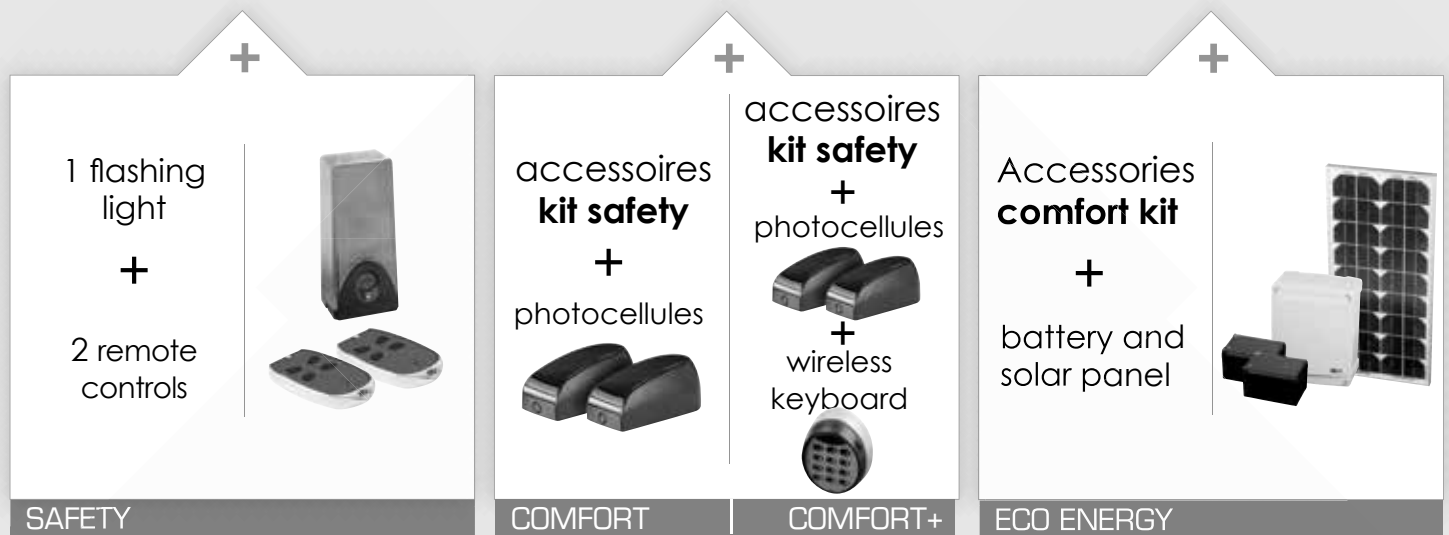 +
1 flashing
light
+
2 remote
controls
SAFETY
+
accessoires
kit safety
+
photocellules
COMFORT
accessoires
kit safety
+
photocellules
+
wireless
keyboard
COMFORT+
+
Accessories
comfort kit
+
battery and
solar panel
ECO ENERGY